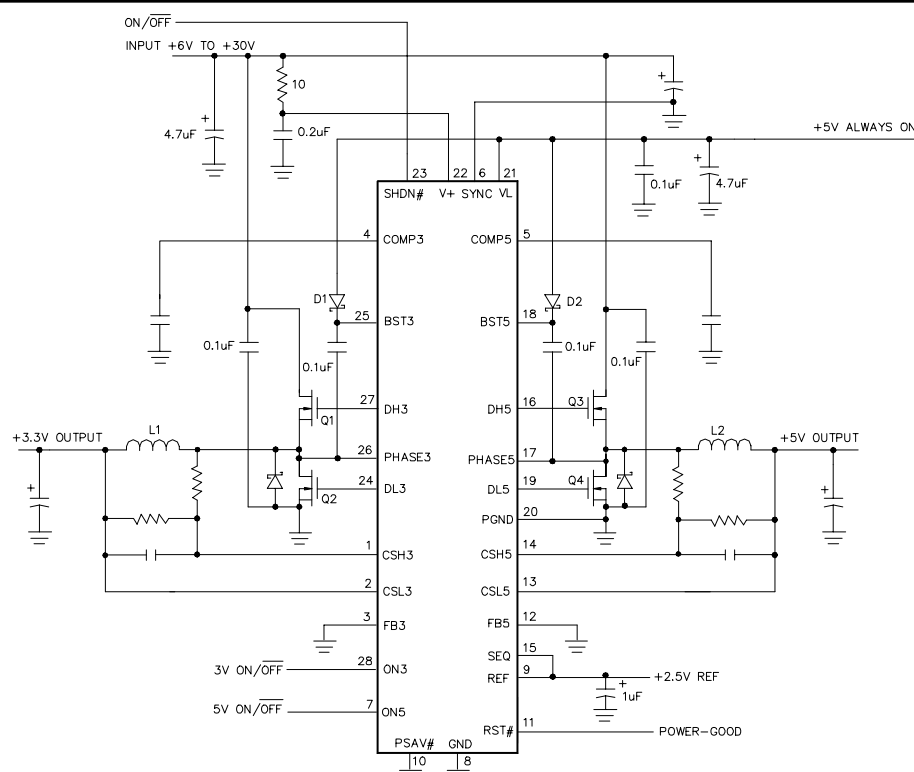 ON/OFF
INPUT +6V TO +30V
10
4.7uF +
0.2uF
+
+5V ALWAYS ON
0.1uF
+ 4.7uF
23 22 6 21
SHDN# V+ SYNC VL
4 COMP3
COMP5 5
D1
D2
25 BST3
BST5 18
0.1uF
0.1uF
0.1uF
0.1uF
27 DH3
DH5 16
Q1
Q3
+3.3V OUTPUT
L1
L2
+5V OUTPUT
26 PHASE3
PHASE5 17
24 DL3
DL5 19
Q2
Q4
+
+
PGND 20
1 CSH3
CSH5 14
2 CSL3
CSL5 13
3 FB3
FB5 12
SEQ 15
3V ON/OFF 28 ON3
REF 9 +2.5V REF
+
1uF
5V ON/OFF 7 ON5
RST# 11 POWER-GOOD
PSAV# GND
10 8